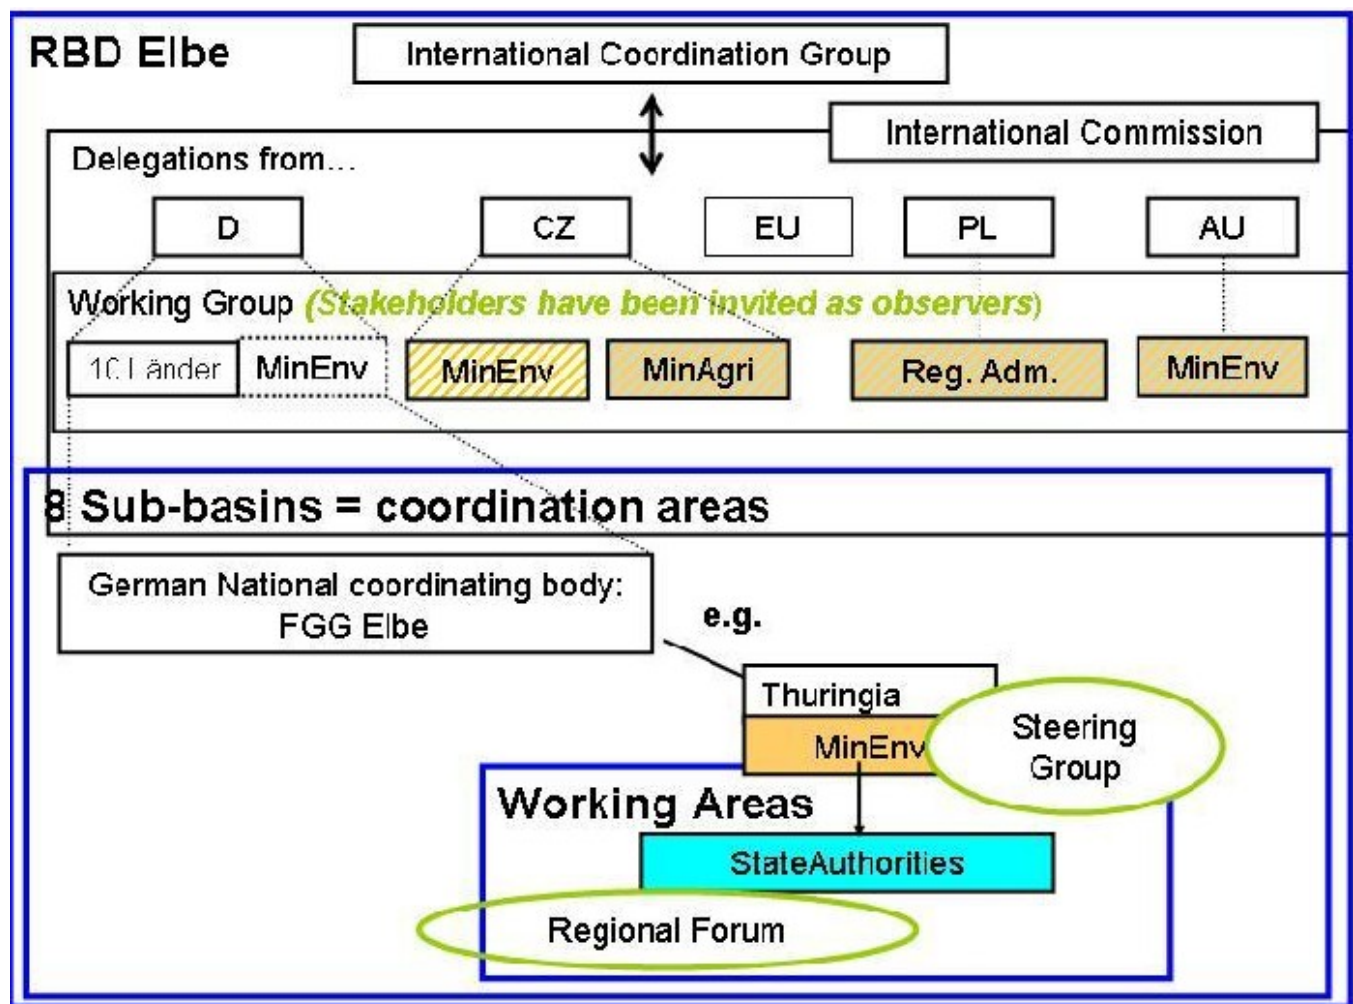 RBD Elbe
International Coordination Group
International Commission
Delegations from...
D
CZ
EU
PL
AU
Working Group (Stakeholders have been invited as observers)
10 Länder
MinEnv
MinEnv
MinAgri
Reg. Adm.
MinEnv
8 Sub-basins = coordination areas
German National coordinating body:
FGG Elbe
e.g.
Thuringia
MinEnv
Steering
Group
Working Areas
StateAuthorities
Regional Forum